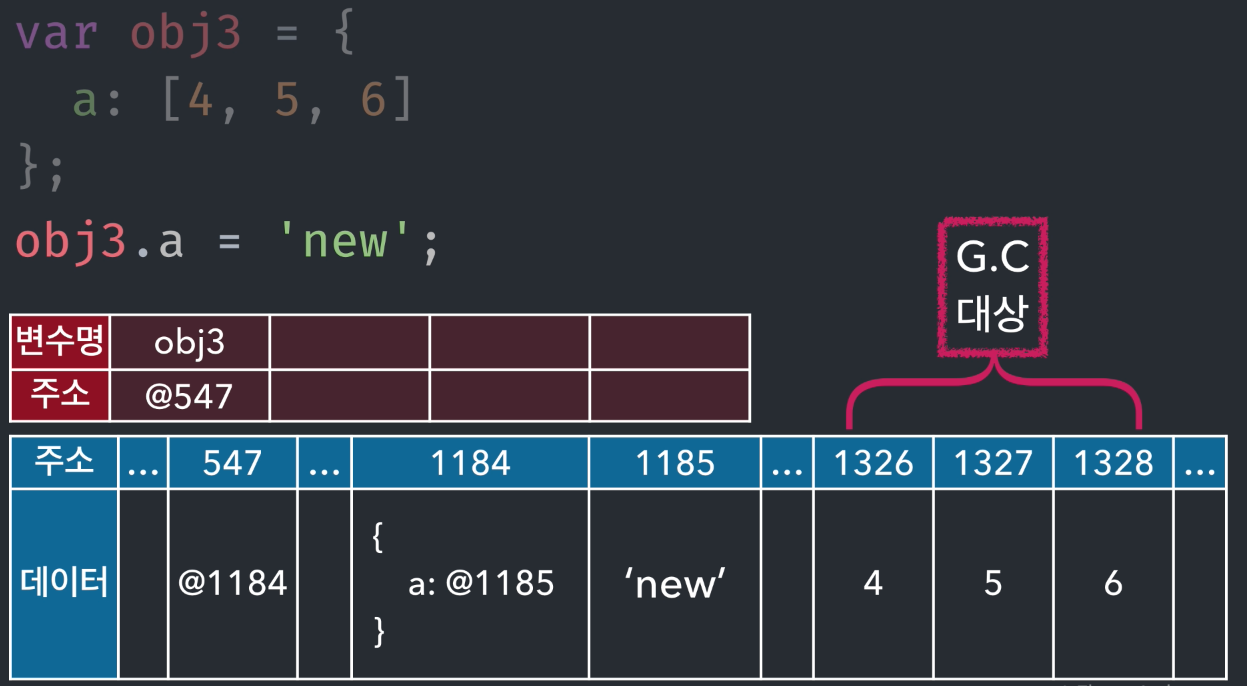 var obj3 = {
  a: [4, 5, 6]
};
obj3.a = 'new';
G.C
대상
변수명 obj3
주소 @547
주소 ... 547 ... 1184 1185 ... 1326 1327 1328 ...
{
데이터 @1184 a: @1185 ‘new’ 4 5 6
}